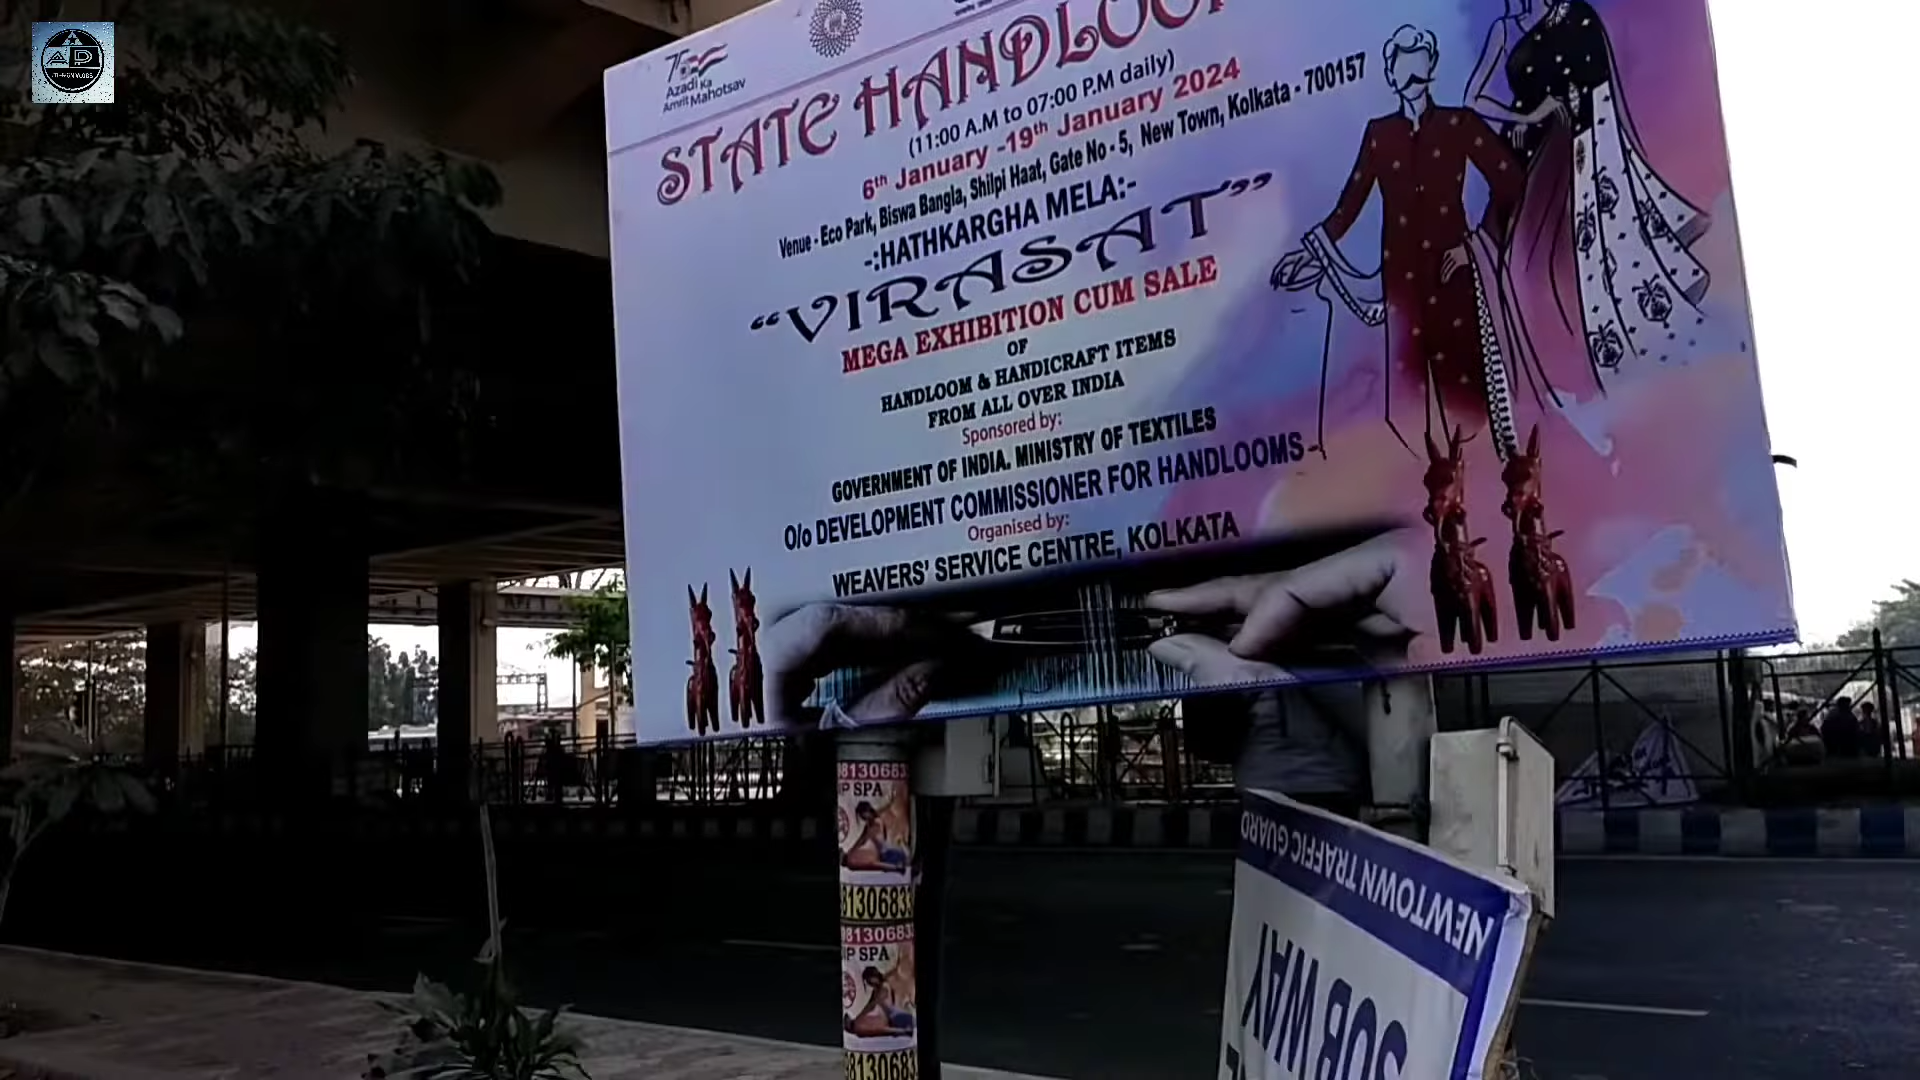 75
Azadi Ka
Amrit Mahotsav
STATE HANDLOO
(11:00 A.M to 07:00 P.M daily)
6th January -19th January 2024
Venue - Eco Park, Biswa Bangla, Shilpi Haat, Gate No - 5, New Town, Kolkata - 700157
-:HATHKARGHA MELA:-
“VIRASAT”
MEGA EXHIBITION CUM SALE
OF
HANDLOOM & HANDICRAFT ITEMS
FROM ALL OVER INDIA
Sponsored by:
GOVERNMENT OF INDIA. MINISTRY OF TEXTILES
O/o DEVELOPMENT COMMISSIONER FOR HANDLOOMS
Organised by:
WEAVERS’ SERVICE CENTRE, KOLKATA
SPA
SPA
NEWTOWN TRAFFIC GUARD
SUBWAY